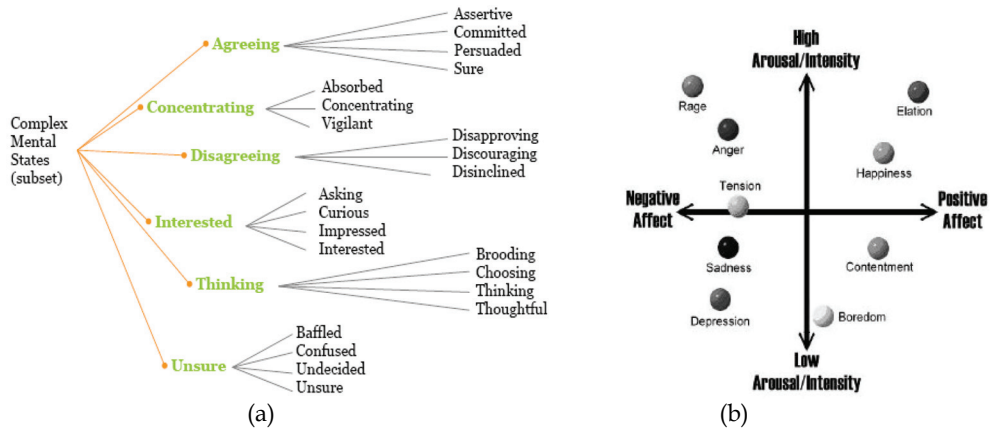 Complex
Mental
States
(subset)
Agreeing
Assertive
Committed
Persuaded
Sure
Concentrating
Absorbed
Concentrating
Vigilant
Disagreeing
Disapproving
Discouraging
Disinclined
Interested
Asking
Curious
Impressed
Interested
Thinking
Brooding
Choosing
Thinking
Thoughtful
Unsure
Baffled
Confused
Undecided
Unsure
(a)
High
Arousal/Intensity
Rage
Elation
Anger
Happiness
Tension
Negative
Affect
Positive
Affect
Sadness
Contentment
Depression
Boredom
Low
Arousal/Intensity
(b)